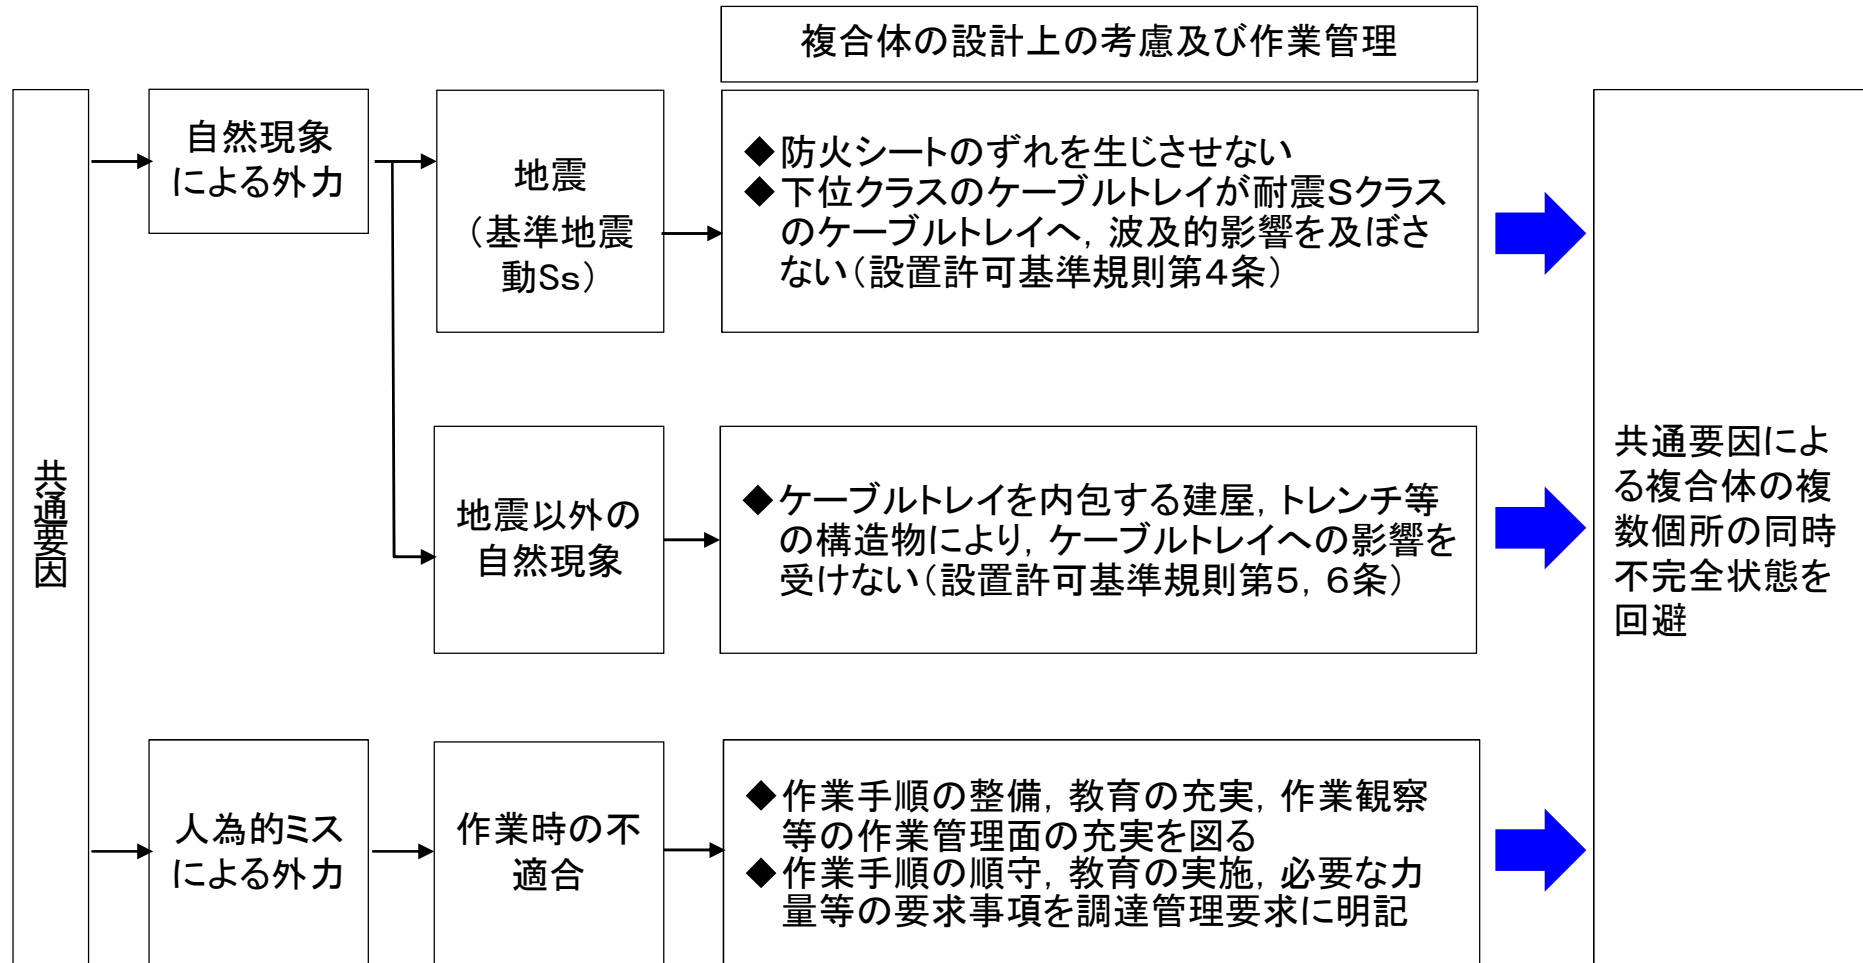 複合体の設計上の考慮及び作業管理
共通要因
自然現象
による外力
地震
（基準地震
動Ss）
◆防火シートのずれを生じさせない
◆下位クラスのケーブルトレイが耐震Sクラス
のケーブルトレイへ，波及的影響を及ぼさ
ない（設置許可基準規則第4条）
地震以外の
自然現象
◆ケーブルトレイを内包する建屋，トレンチ等
の構造物により，ケーブルトレイへの影響を
受けない（設置許可基準規則第5，6条）
人為的ミス
による外力
作業時の不
適合
◆作業手順の整備，教育の充実，作業観察
等の作業管理面の充実を図る
◆作業手順の順守，教育の実施，必要な力
量等の要求事項を調達管理要求に明記
共通要因によ
る複合体の複
数個所の同時
不完全状態を
回避